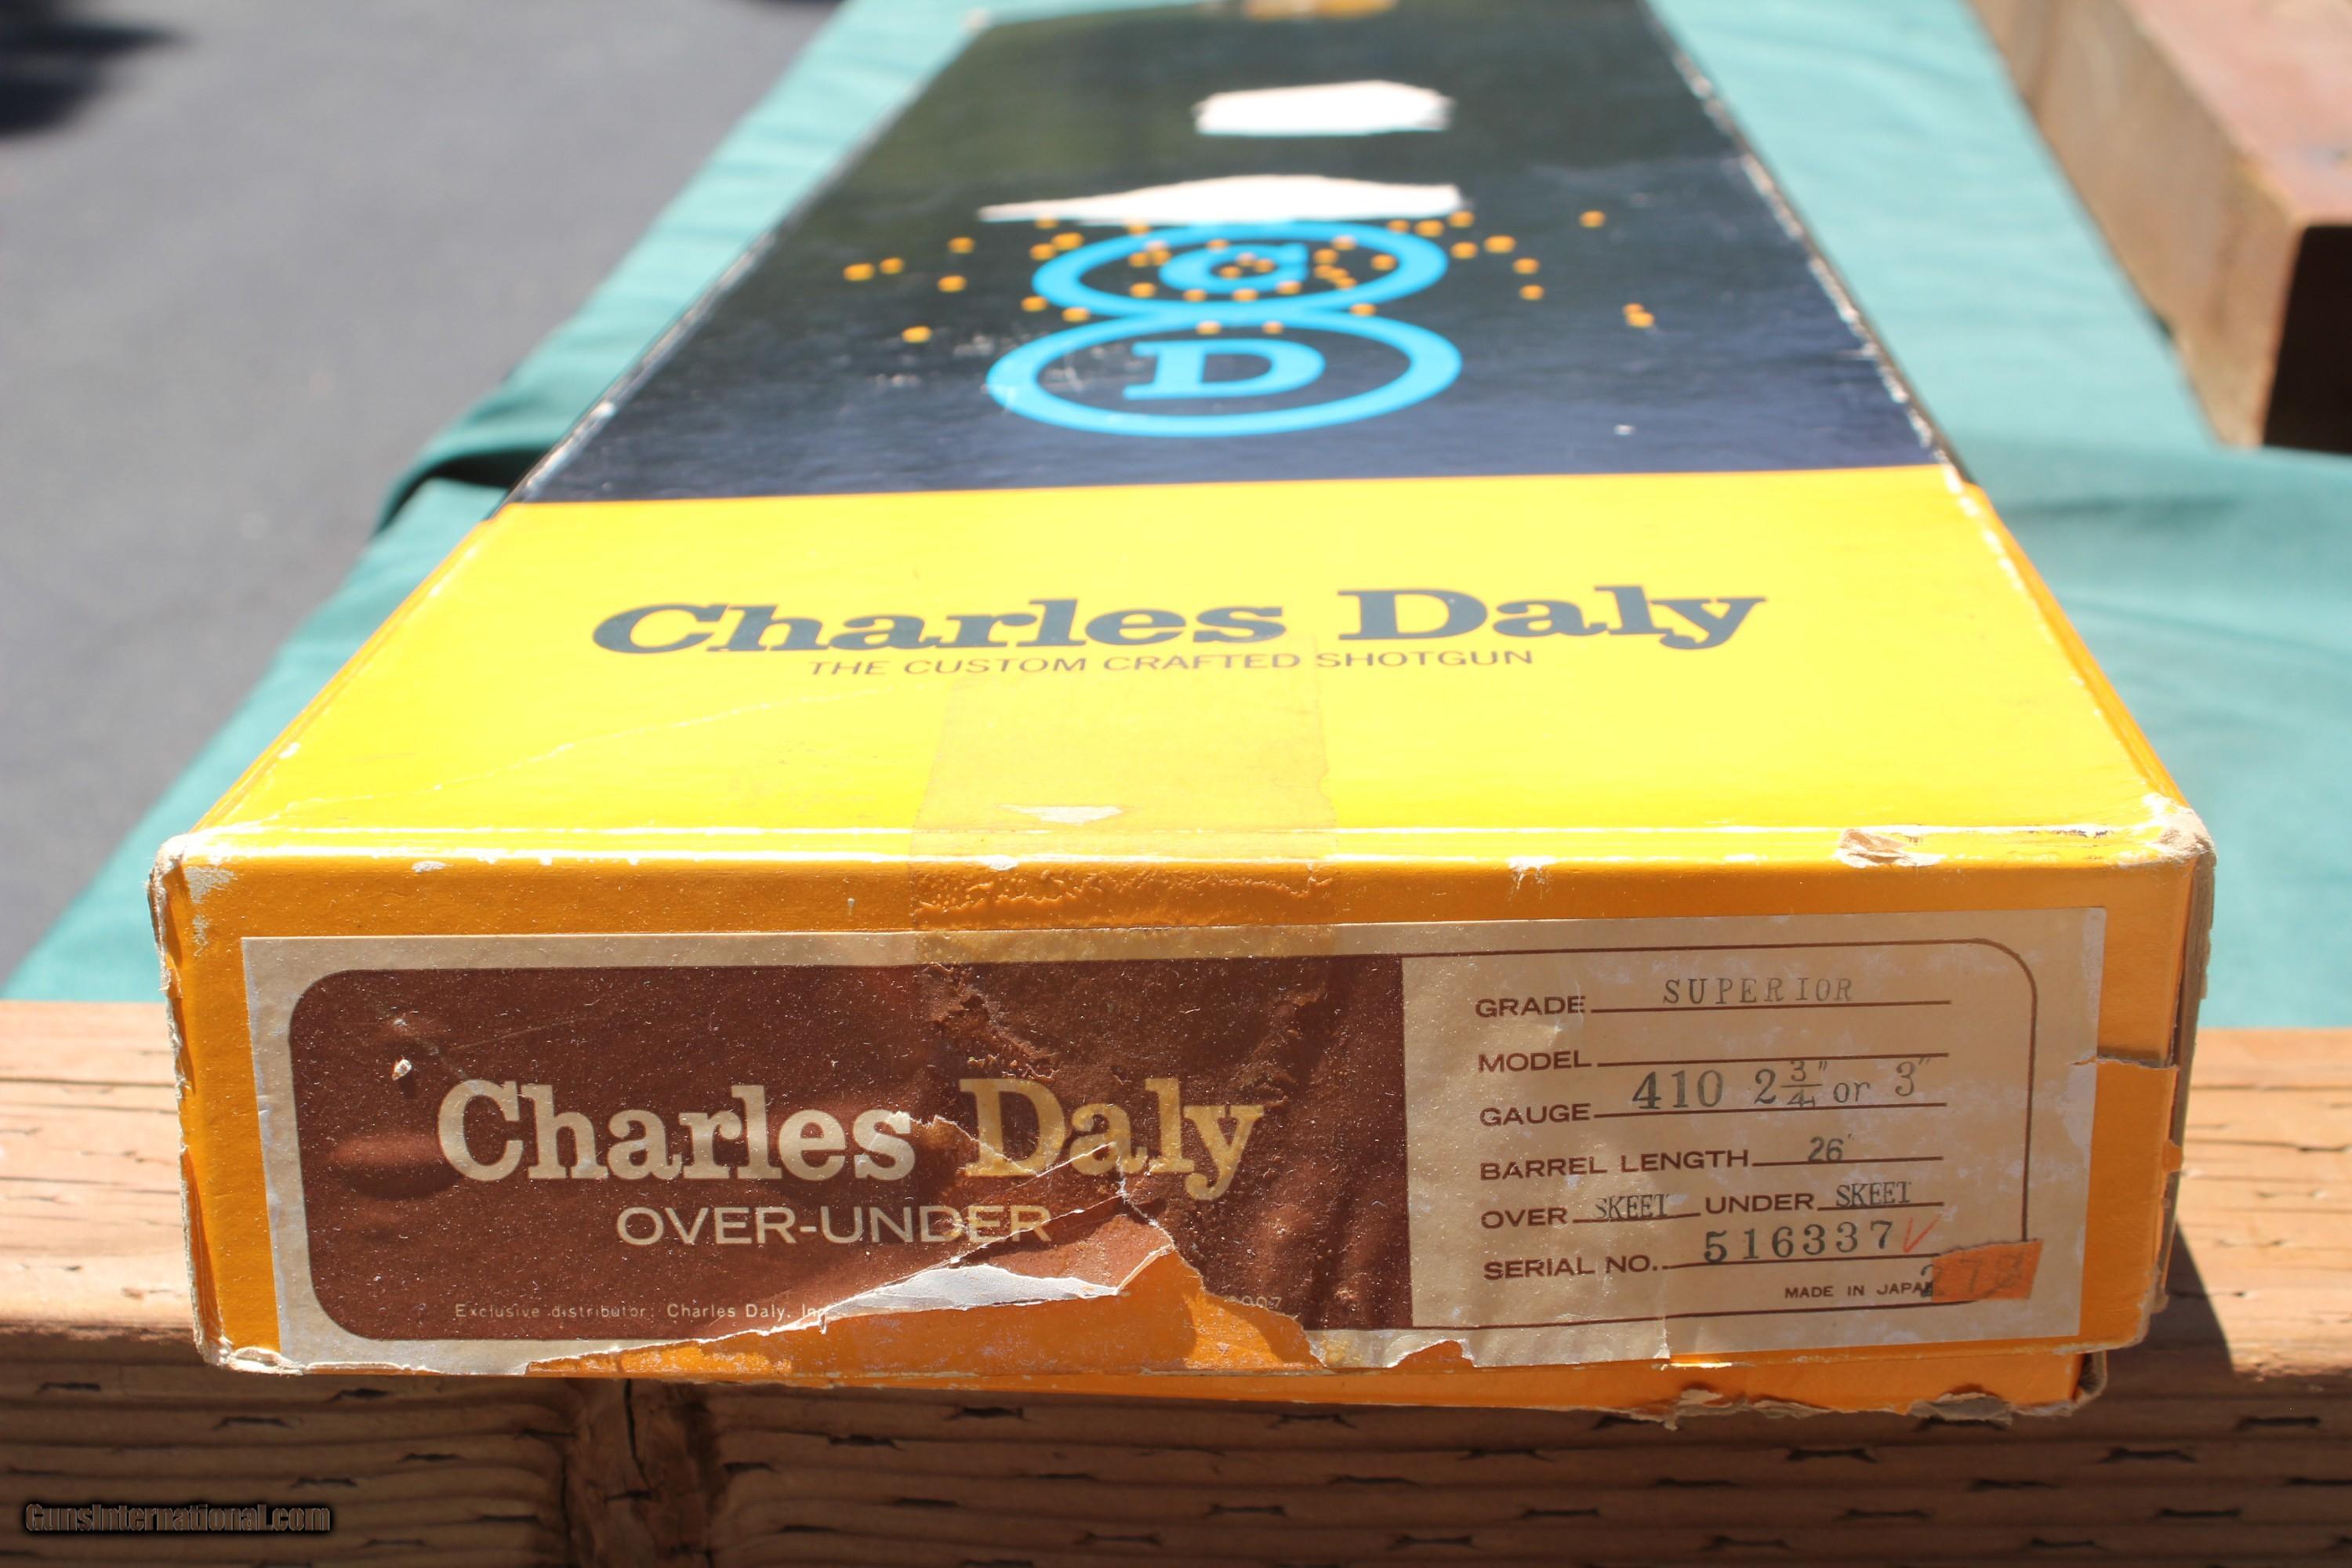 C
D
Charles Daly
THE CUSTOM CRAFTED SHOTGUN
Charles Daly
OVER-UNDER
Exclusive distributor: Charles Daly, Inc
GRADE SUPERIOR
MODEL
GAUGE 410 2 3/4" or 3"
BARREL LENGTH 26'
OVER SKEET UNDER SKEET
SERIAL NO. 516337
MADE IN JAPAN
278
GunsInternational.com